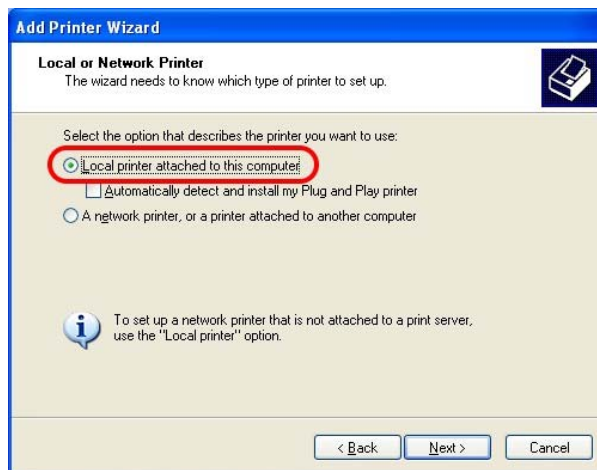 Add Printer Wizard
Local or Network Printer
The wizard needs to know which type of printer to set up.
Select the option that describes the printer you want to use:
Local printer attached to this computer
Automatically detect and install my Plug and Play printer
A network printer, or a printer attached to another computer
To set up a network printer that is not attached to a print server,
use the "Local printer" option.
< Back
Next >
Cancel